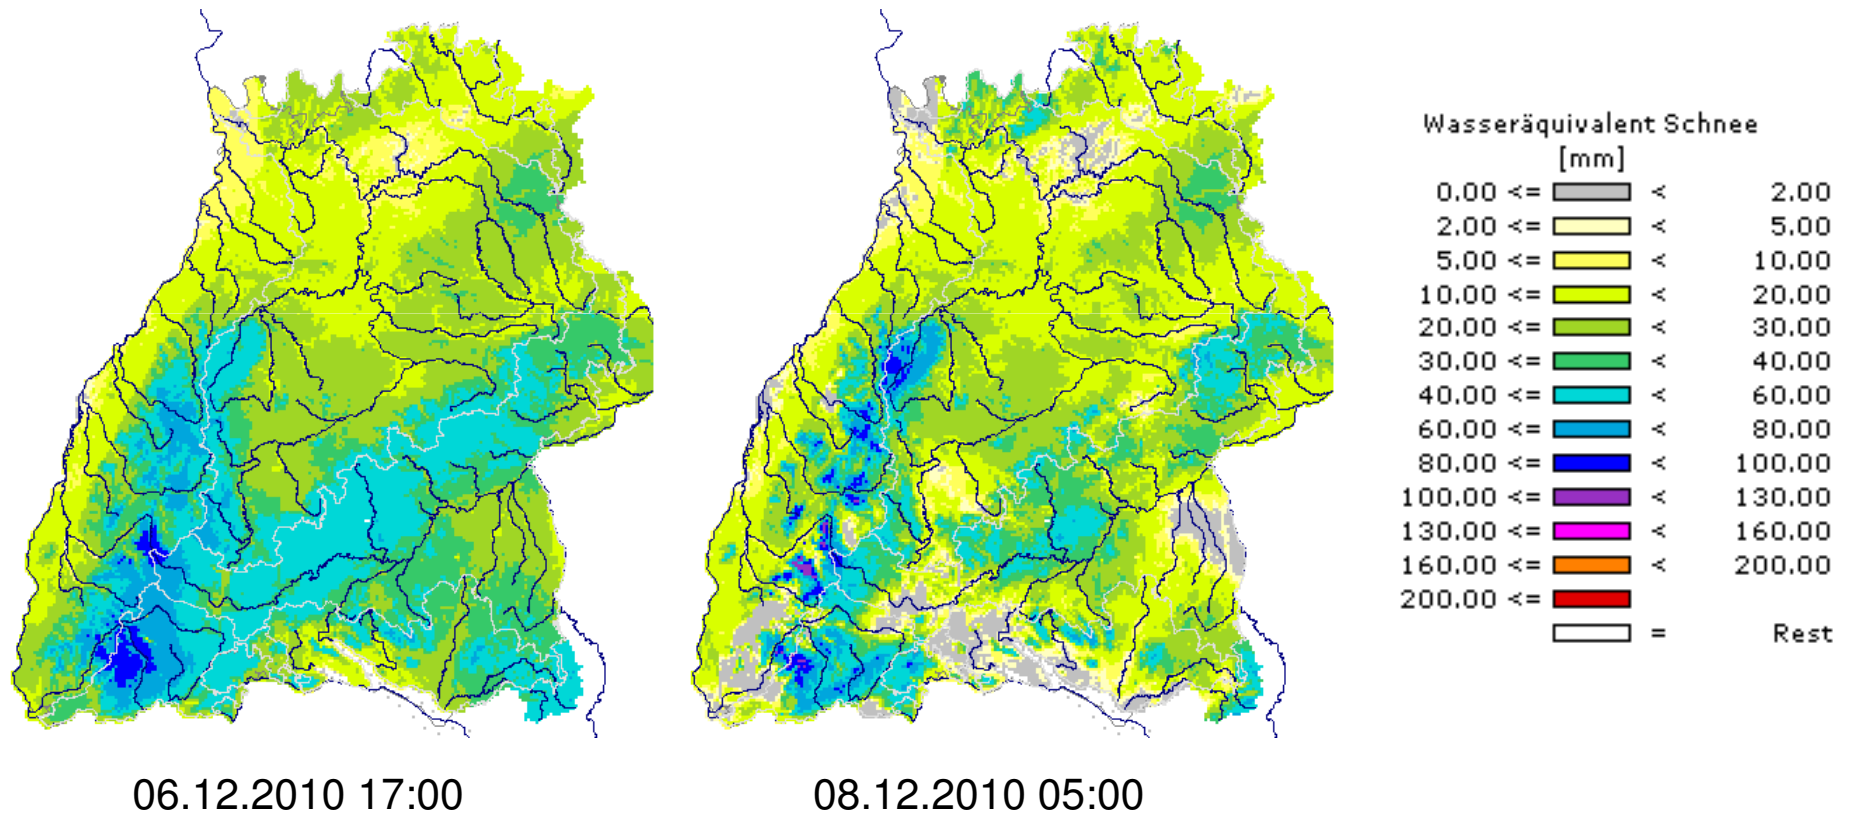 Wasseräquivalent Schnee
[mm]
0.00 <= < 2.00
2.00 <= < 5.00
5.00 <= < 10.00
10.00 <= < 20.00
20.00 <= < 30.00
30.00 <= < 40.00
40.00 <= < 60.00
60.00 <= < 80.00
80.00 <= < 100.00
100.00 <= < 130.00
130.00 <= < 160.00
160.00 <= < 200.00
200.00 <=
= Rest
06.12.2010 17:00
08.12.2010 05:00